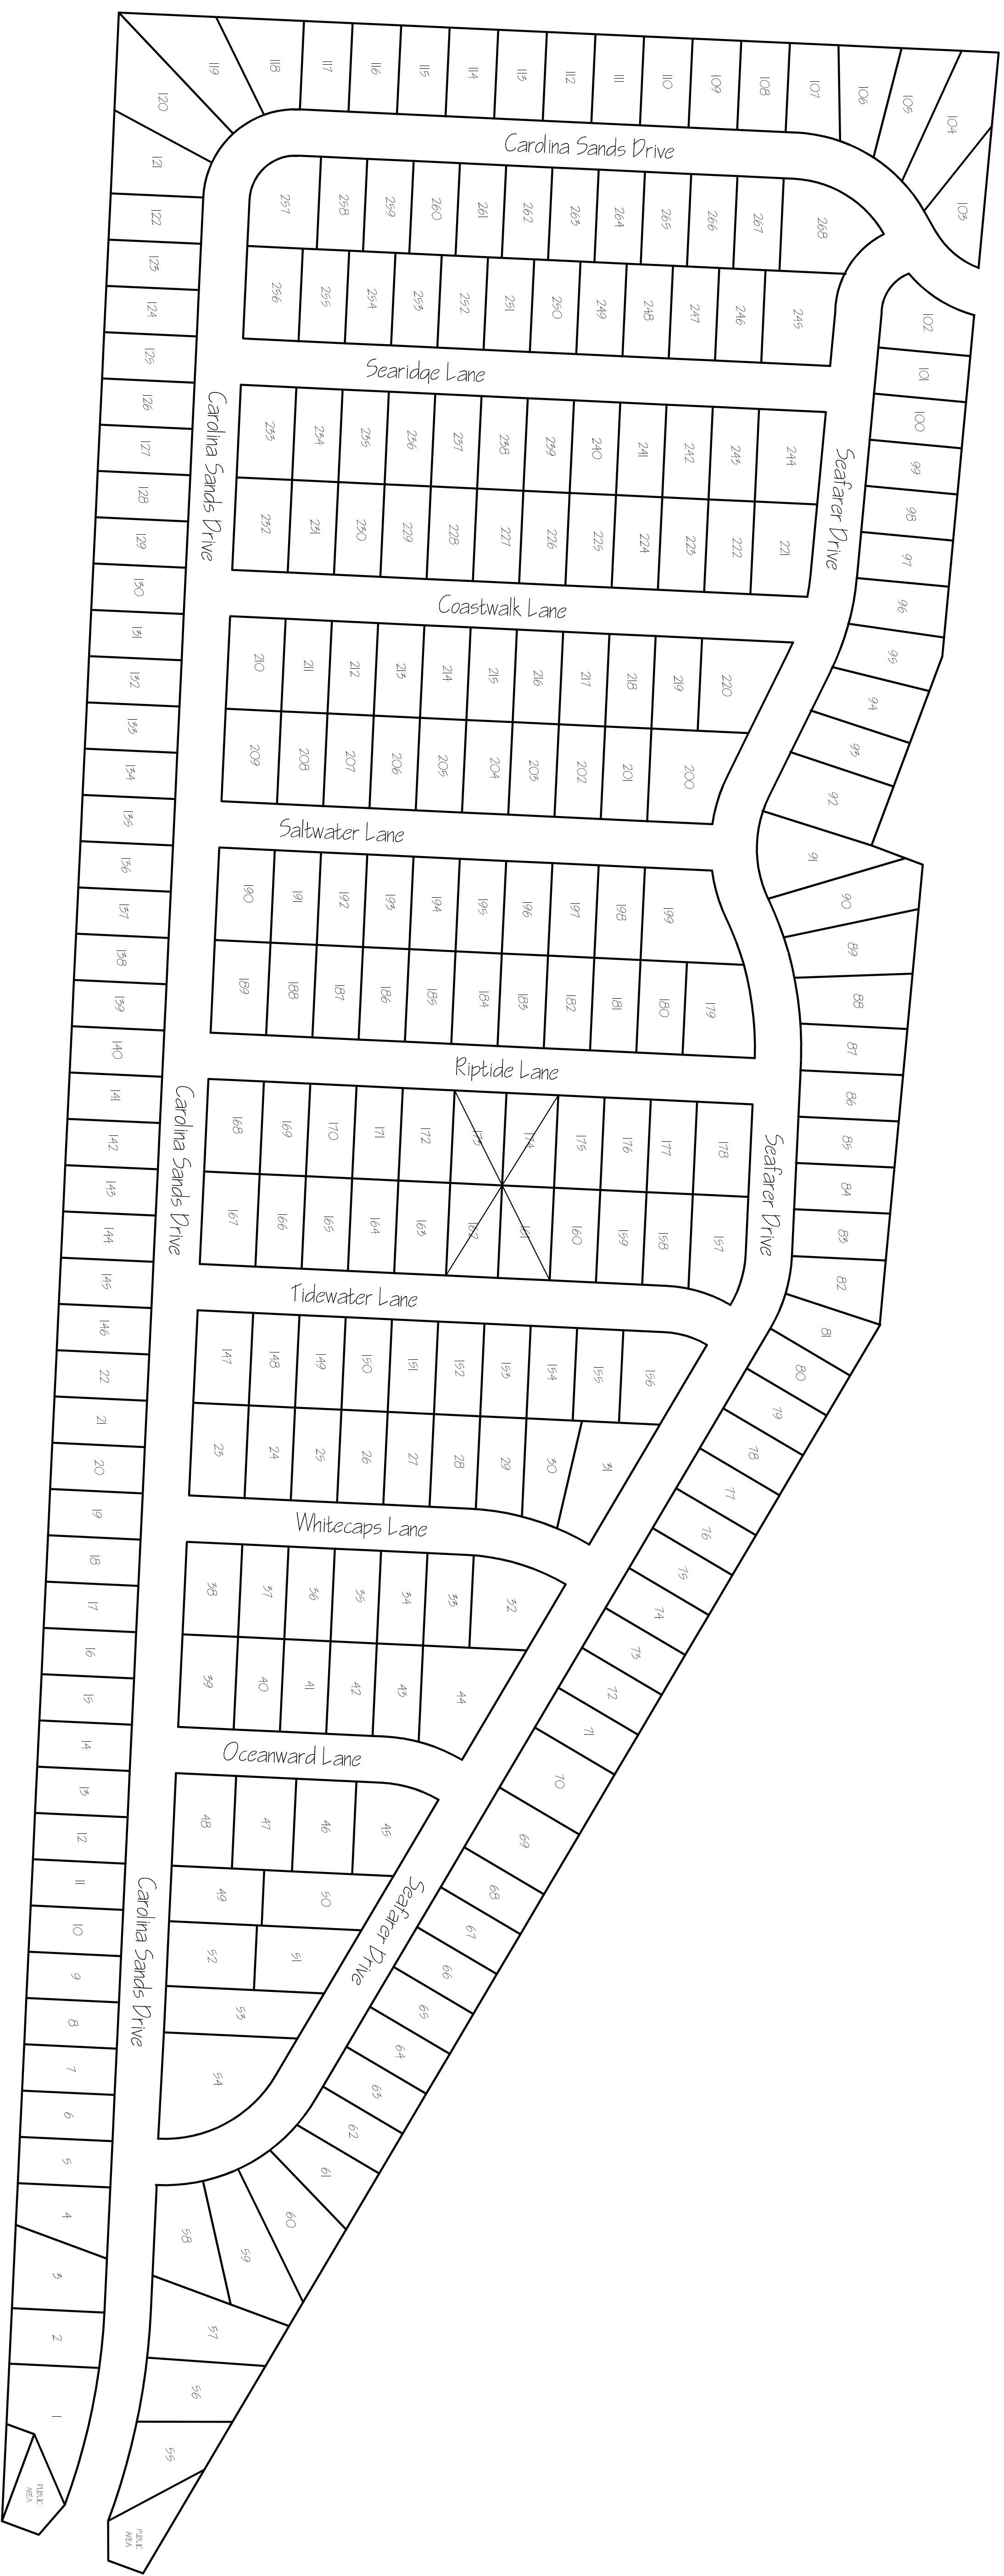 119 118 117 116 115 114 113 112 111 110 109 108 107 106 105 104
120
103
121
Carolina Sands Drive
122
257 258 259 260 261 262 263 264 265 266 267 268
123
256 255 254 253 252 251 250 249 248 247 246 245
124
102
125
Searidge Lane
101
126
100
Carolina Sands Drive
233 234 235 236 237 238 239 240 241 242 243 244
Seafarer Drive
127
99
128
98
232 231 230 229 228 227 226 225 224 223 222 221
129
97
130
96
Coastwalk Lane
131
95
210 211 212 213 214 215 216 217 218 219 220
132
94
133
93
209 208 207 206 205 204 203 202 201 200
134
92
135
Saltwater Lane
136
91
190 191 192 193 194 195 196 197 198 199
137
90
138
89
189 188 187 186 185 184 183 182 181 180 179
139
88
140
87
Riptide Lane
141
86
Carolina Sands Drive
168 169 170 171 172 173 174 175 176 177 178
Seafarer Drive
142
85
143
84
167 166 165 164 163 162 161 160 159 158 157
144
83
145
82
Tidewater Lane
146
81
147 148 149 150 151 152 153 154 155 156
22
80
21
79
23 24 25 26 27 28 29 30 31
20
78
19
77
Whitecaps Lane
18
76
38 37 36 35 34 33 32
17
75
16
74
39 40 41 42 43 44
15
73
14
72
Oceanward Lane
13
71
48 47 46 45
12
70
11
69
Carolina Sands Drive
49 50
Seafarer Drive
10
68
52 51
9
67
8
66
53
7
65
54
6
64
5
63
4
62
58 59 60 61
3
57
2
56
1
55
PUBLIC
AREA
PUBLIC
AREA